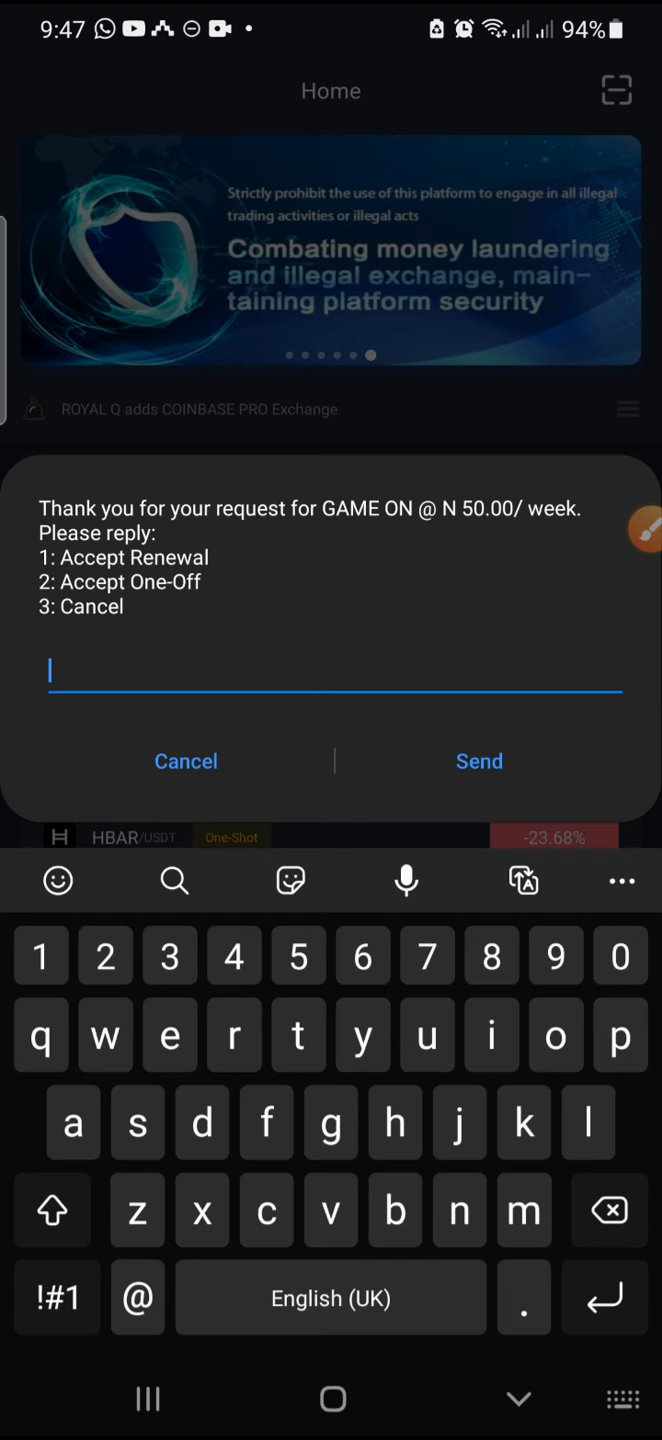 9:47
94%
Home
Strictly prohibit the use of this platform to engage in all illegal
trading activities or illegal acts
Combating money laundering
and illegal exchange, main-
taining platform security
ROYAL Q adds COINBASE PRO Exchange
Thank you for your request for GAME ON @ N 50.00/ week.
Please reply:
1: Accept Renewal
2: Accept One-Off
3: Cancel
Cancel
Send
HBAR/USDT One-Shot -23.68%
1 2 3 4 5 6 7 8 9 0
q w e r t y u i o p
a s d f g h j k l
z x c v b n m
!#1 @ English (UK) .